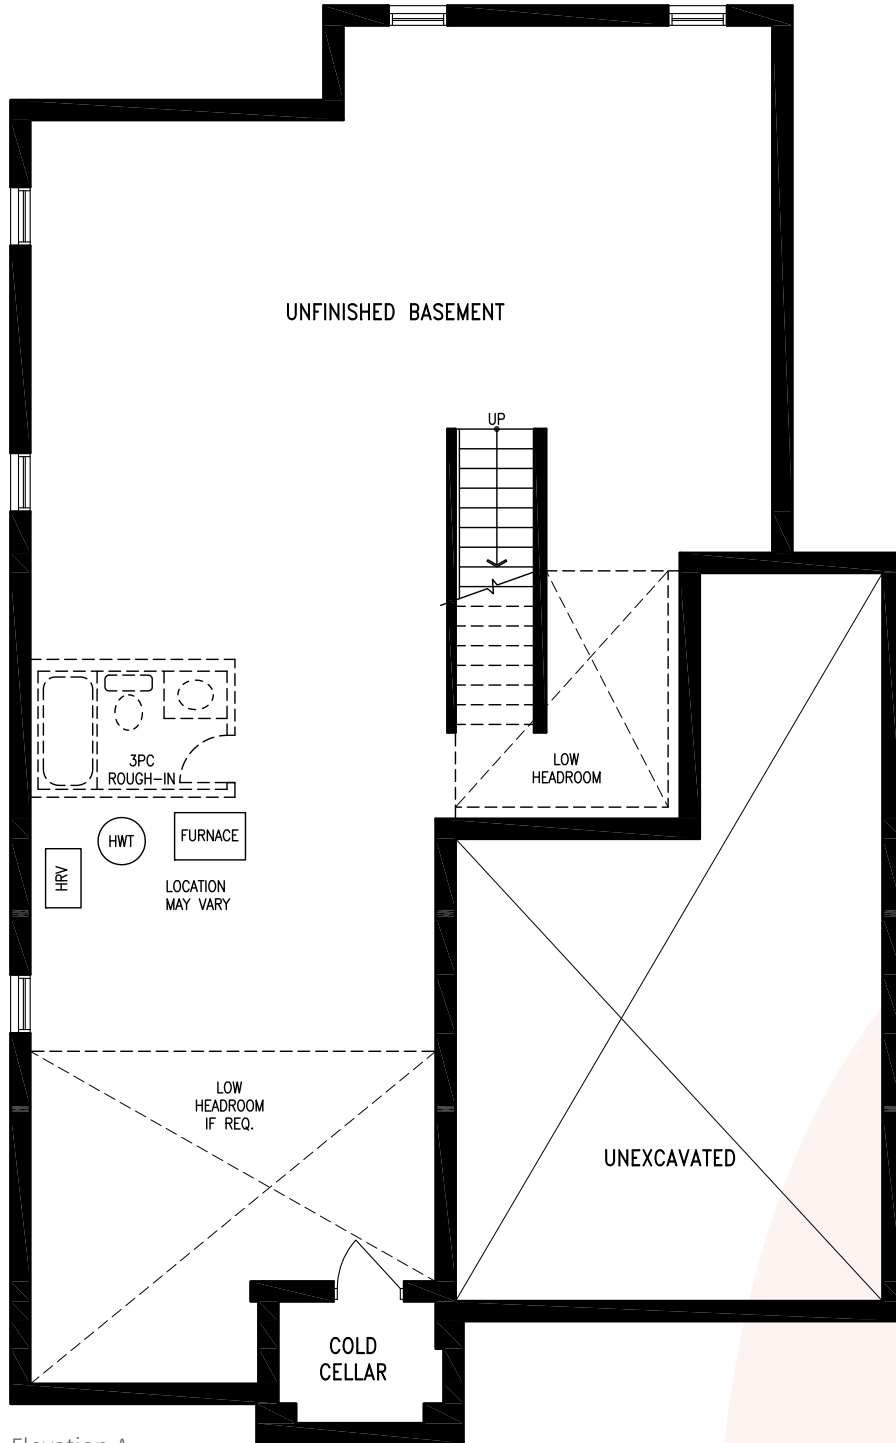 UNFINISHED BASEMENT
UP
3PC
ROUGH-IN
LOW
HEADROOM
HWT
FURNACE
HRV
LOCATION
MAY VARY
LOW
HEADROOM
IF REQ.
UNEXCAVATED
COLD
CELLAR
Elevation A